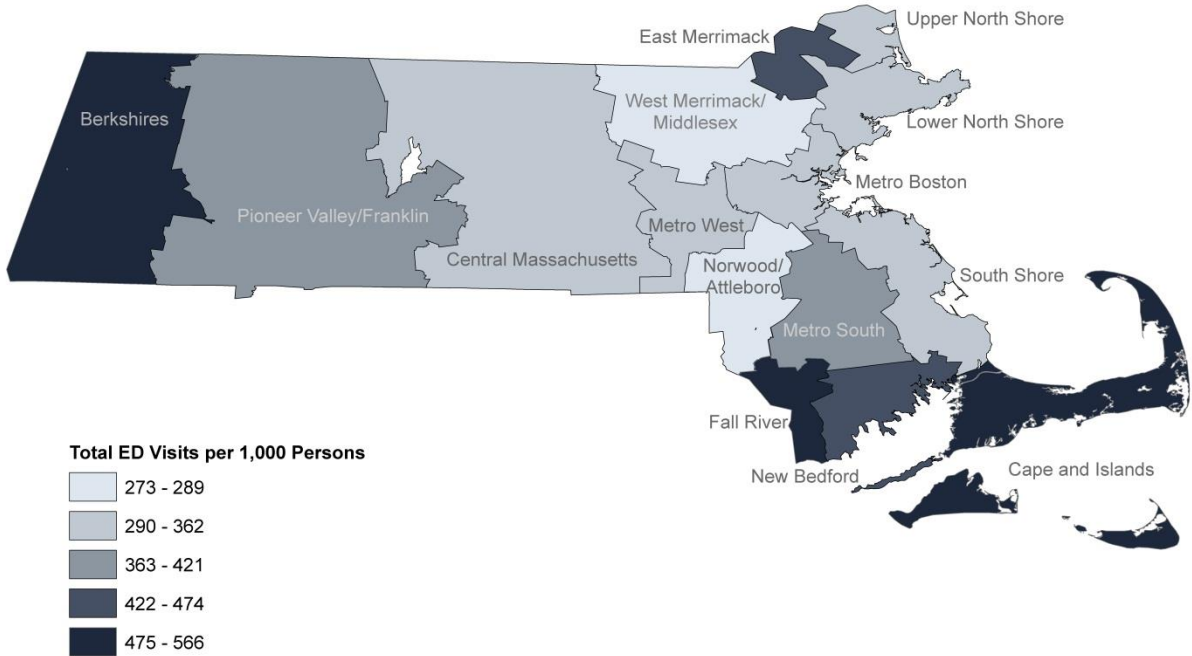 Upper North Shore
East Merrimack
West Merrimack/
Middlesex
Berkshires
Lower North Shore
Metro Boston
Pioneer Valley/Franklin
Metro West
Central Massachusetts
Norwood/
Attleboro
South Shore
Metro South
Fall River
New Bedford
Cape and Islands
Total ED Visits per 1,000 Persons
273 - 289
290 - 362
363 - 421
422 - 474
475 - 566